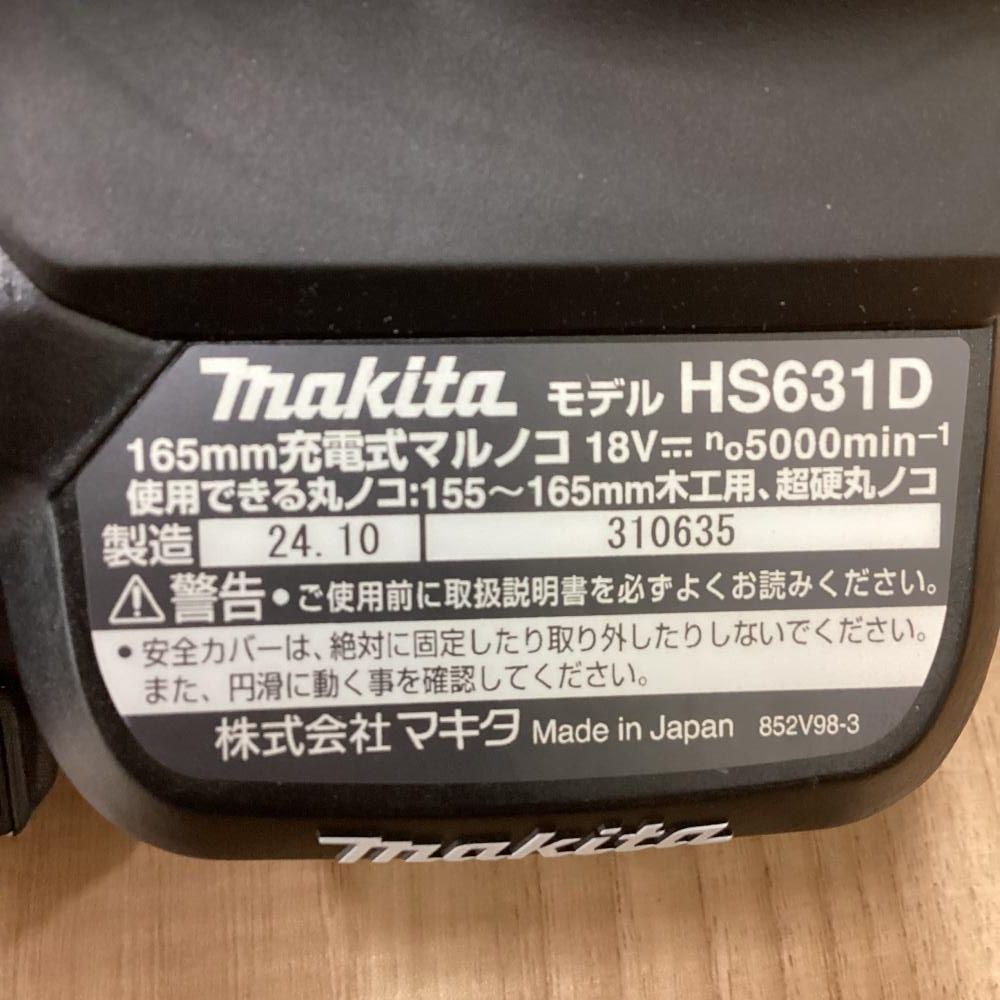 makita モデル HS631D
165mm充電式マルノコ 18V⎓ n₀5000min⁻¹
使用できる丸ノコ:155～165mm木工用、超硬丸ノコ
製造 24.10 310635
⚠警告 • ご使用前に取扱説明書を必ずよくお読みください。
• 安全カバーは、絶対に固定したり取り外したりしないでください。
また、円滑に動く事を確認してください。
株式会社マキタ Made in Japan 852V98-3
makita